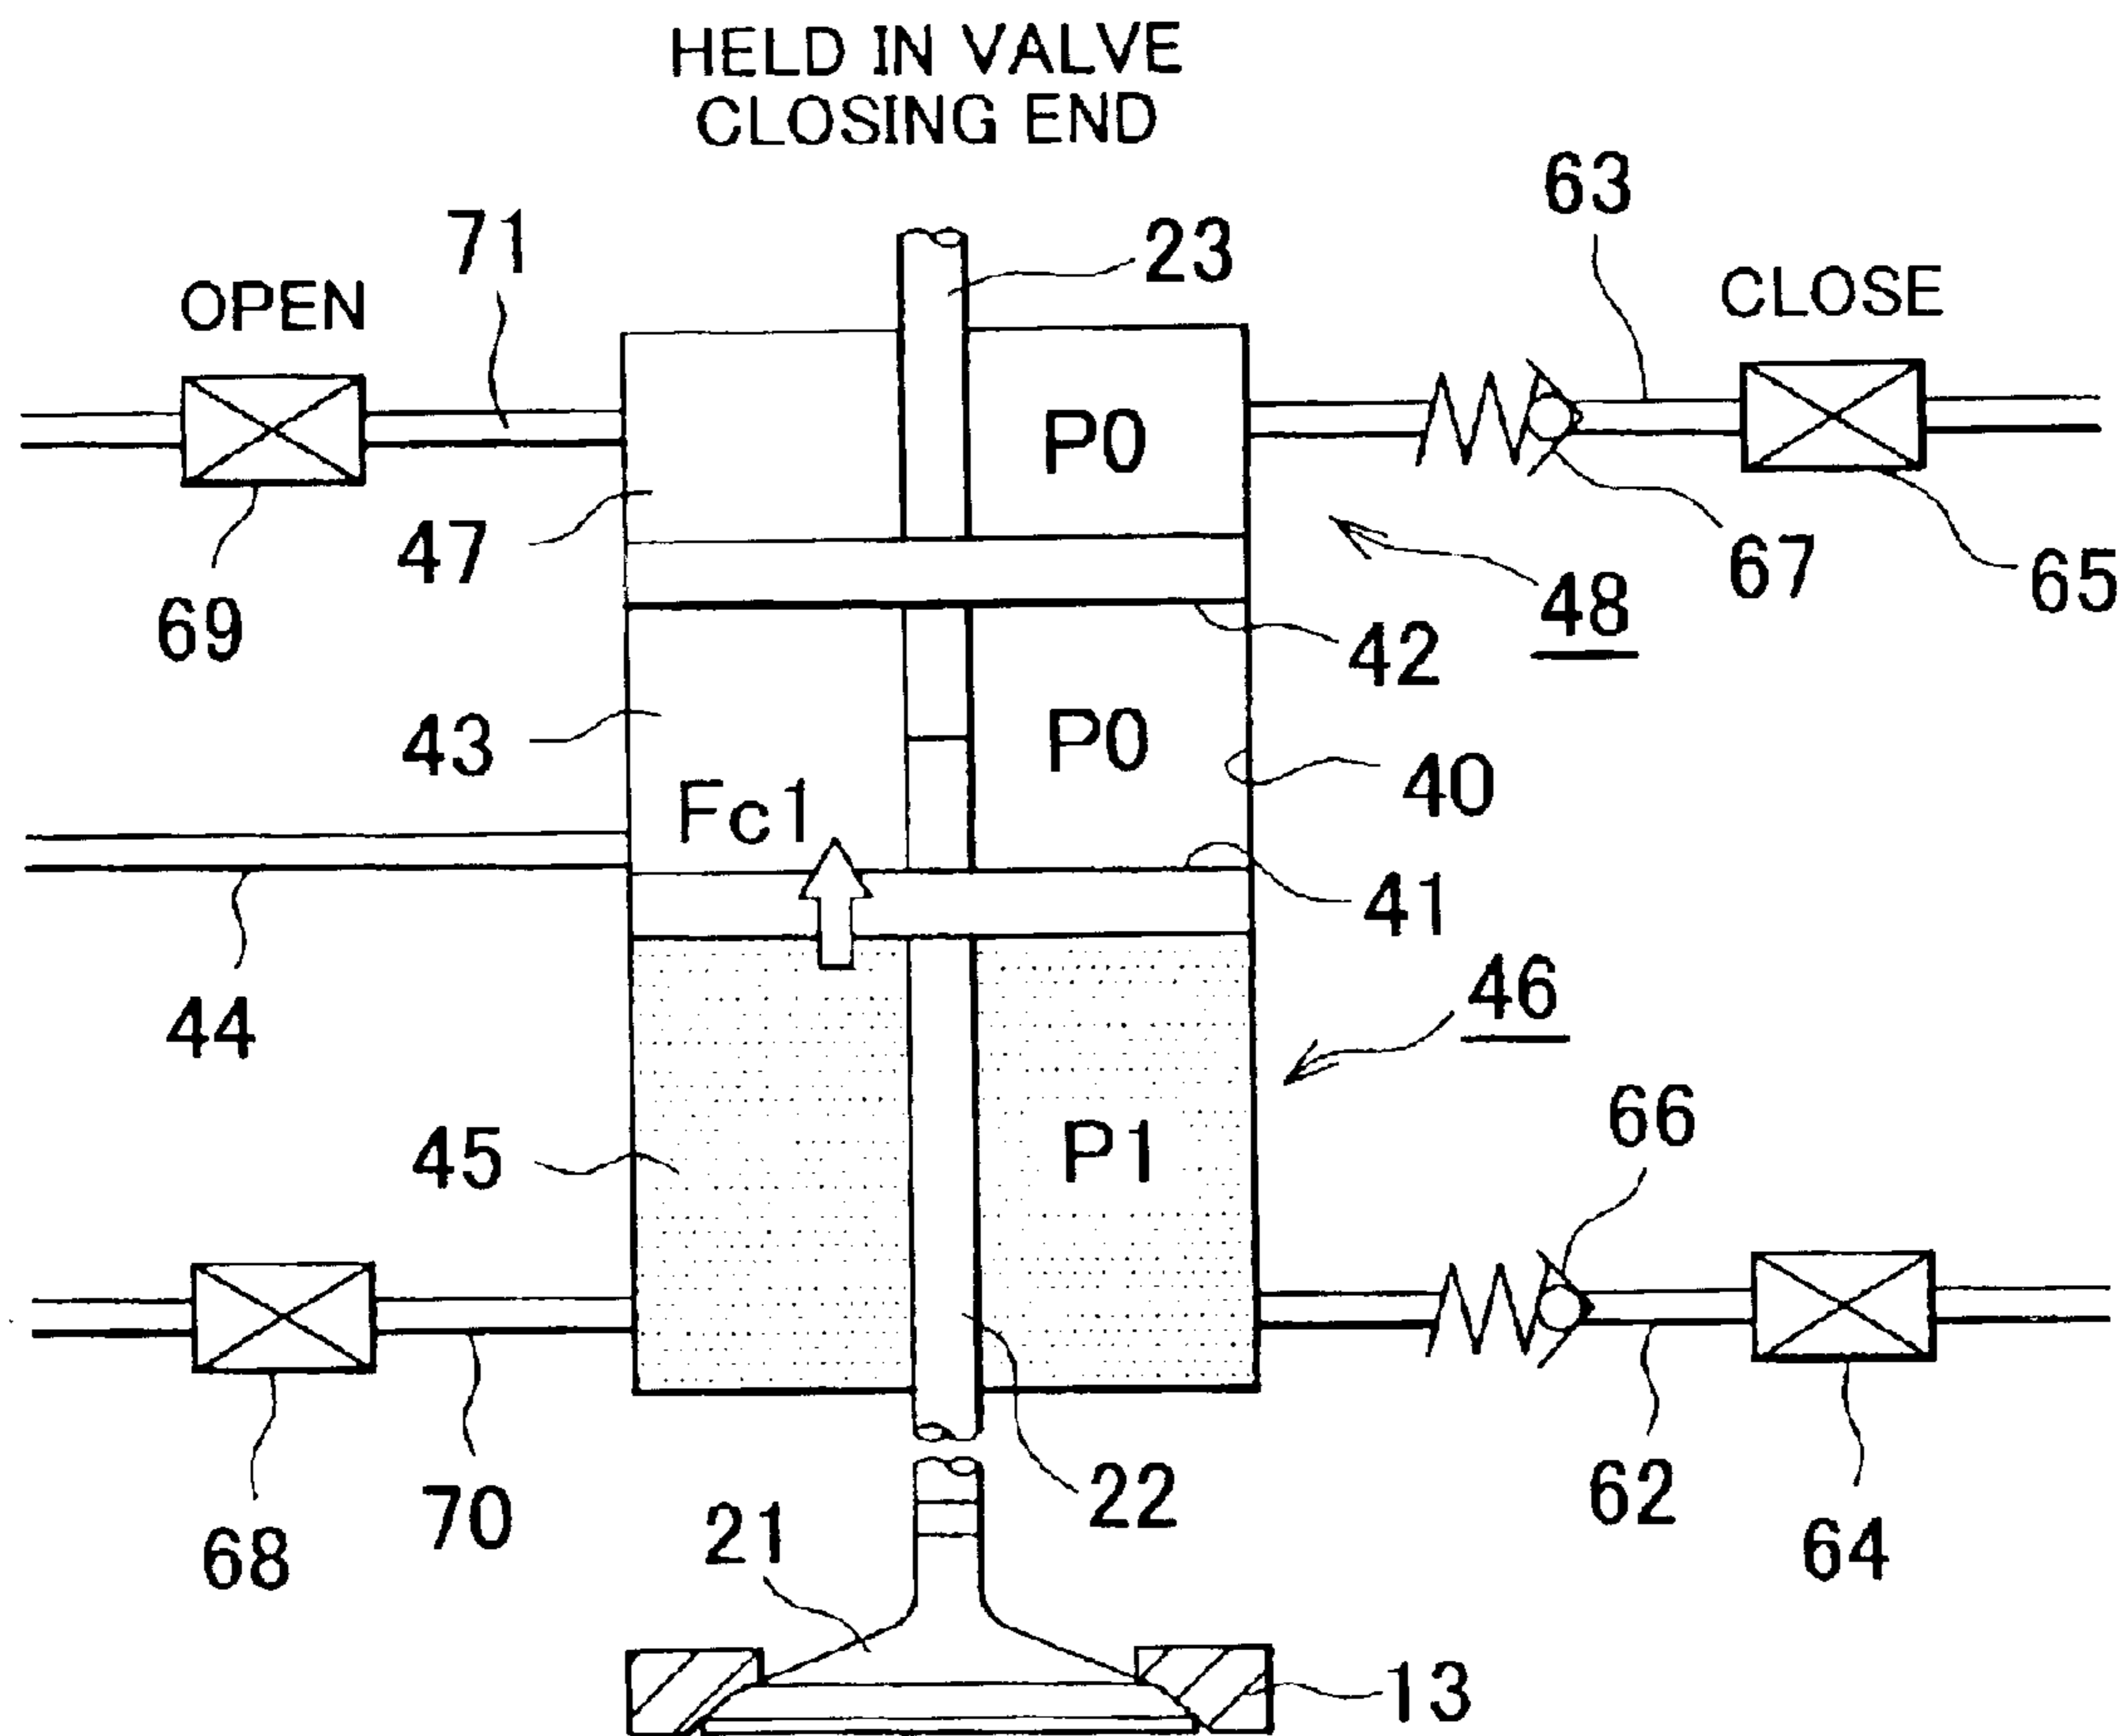 HELD IN VALVE
CLOSING END
63
71
23
OPEN
CLOSE
P0
47
67
65
69
48
42
43
P0
40
Fc1
41
44
46
45
P1
66
68
70
22
62
64
21
13